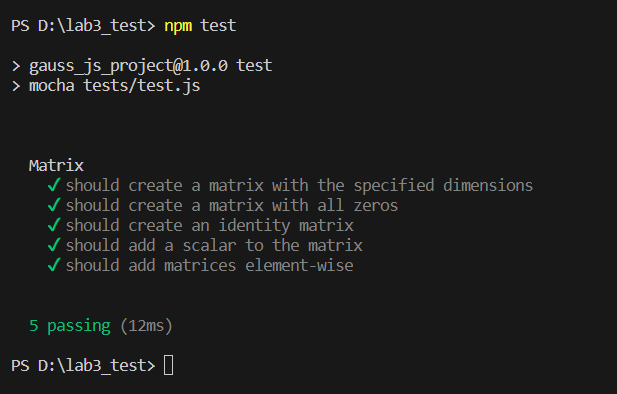 PS D:\lab3_test> npm test
> gauss_js_project@1.0.0 test
> mocha tests/test.js
Matrix
✓ should create a matrix with the specified dimensions
✓ should create a matrix with all zeros
✓ should create an identity matrix
✓ should add a scalar to the matrix
✓ should add matrices element-wise
5 passing (12ms)
PS D:\lab3_test>